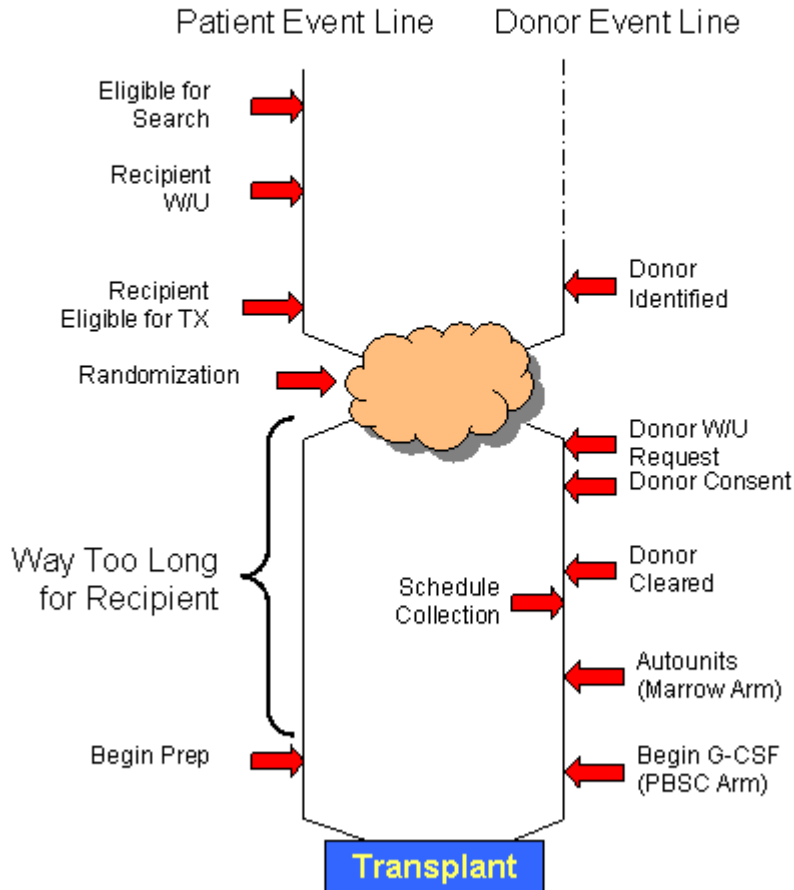 Patient Event Line
Donor Event Line
Eligible for
Search
Recipient
W/U
Donor
Identified
Recipient
Eligible for TX
Randomization
Donor W/U
Request
Donor Consent
Way Too Long
for Recipient
Donor
Cleared
Schedule
Collection
Autounits
(Marrow Arm)
Begin Prep
Begin G-CSF
(PBSC Arm)
Transplant